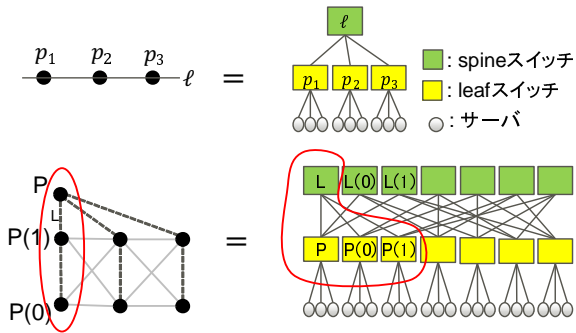 p₁ p₂ p₃ ℓ
=
ℓ
p₁ p₂ p₃
: spineスイッチ
: leafスイッチ
: サーバ
P
L
P(1)
P(0)
=
L L(0) L(1)
P P(0) P(1)